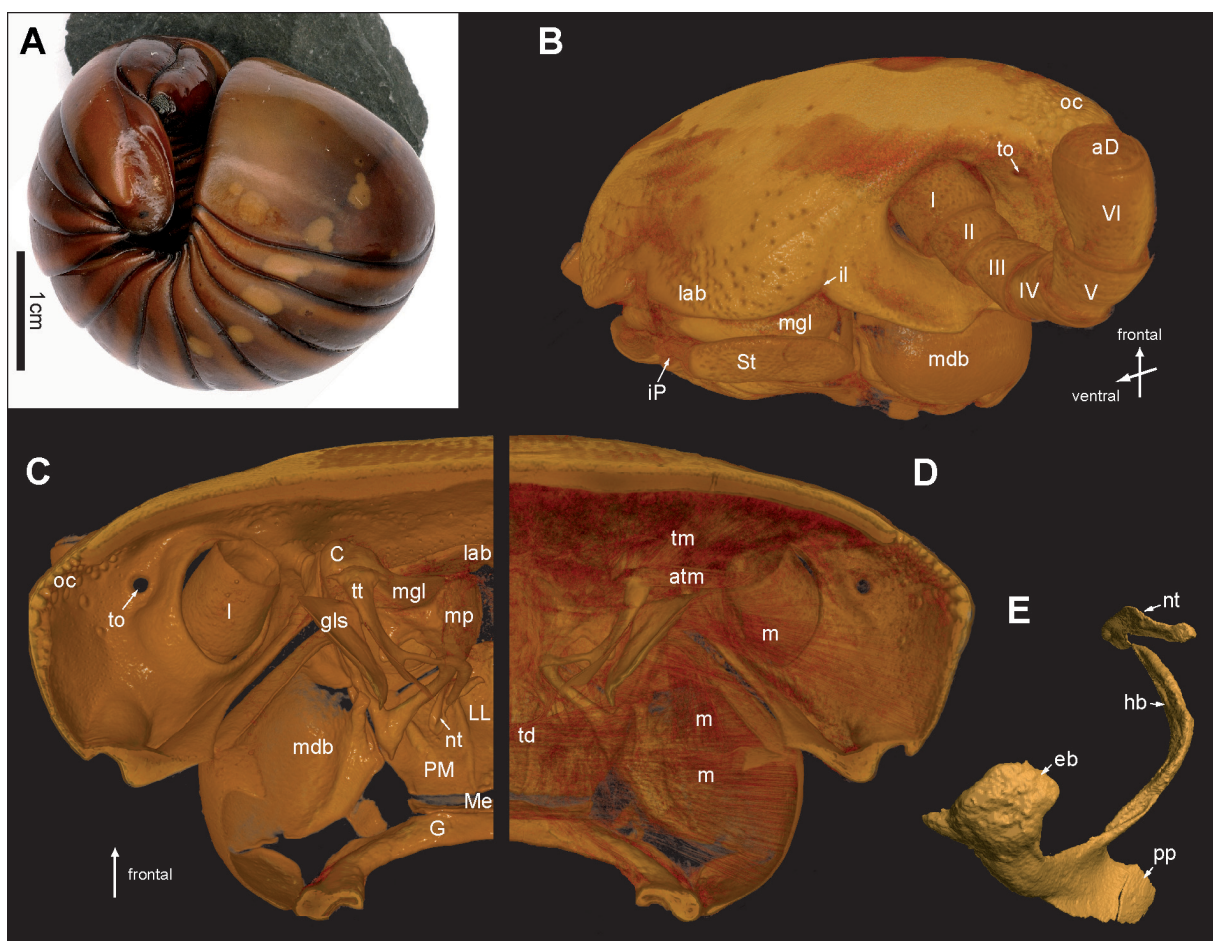 A
1cm
B
oc
aD
to
VI
I
II
III
IV
V
il
lab
mgl
St
mdb
iP
frontal
ventral
C
oc
to
I
C
tt
lab
mgl
gls
mp
mdb
LL
nt
PM
Me
G
frontal
D
tm
atm
m
m
td
m
E
nt
hb
eb
pp